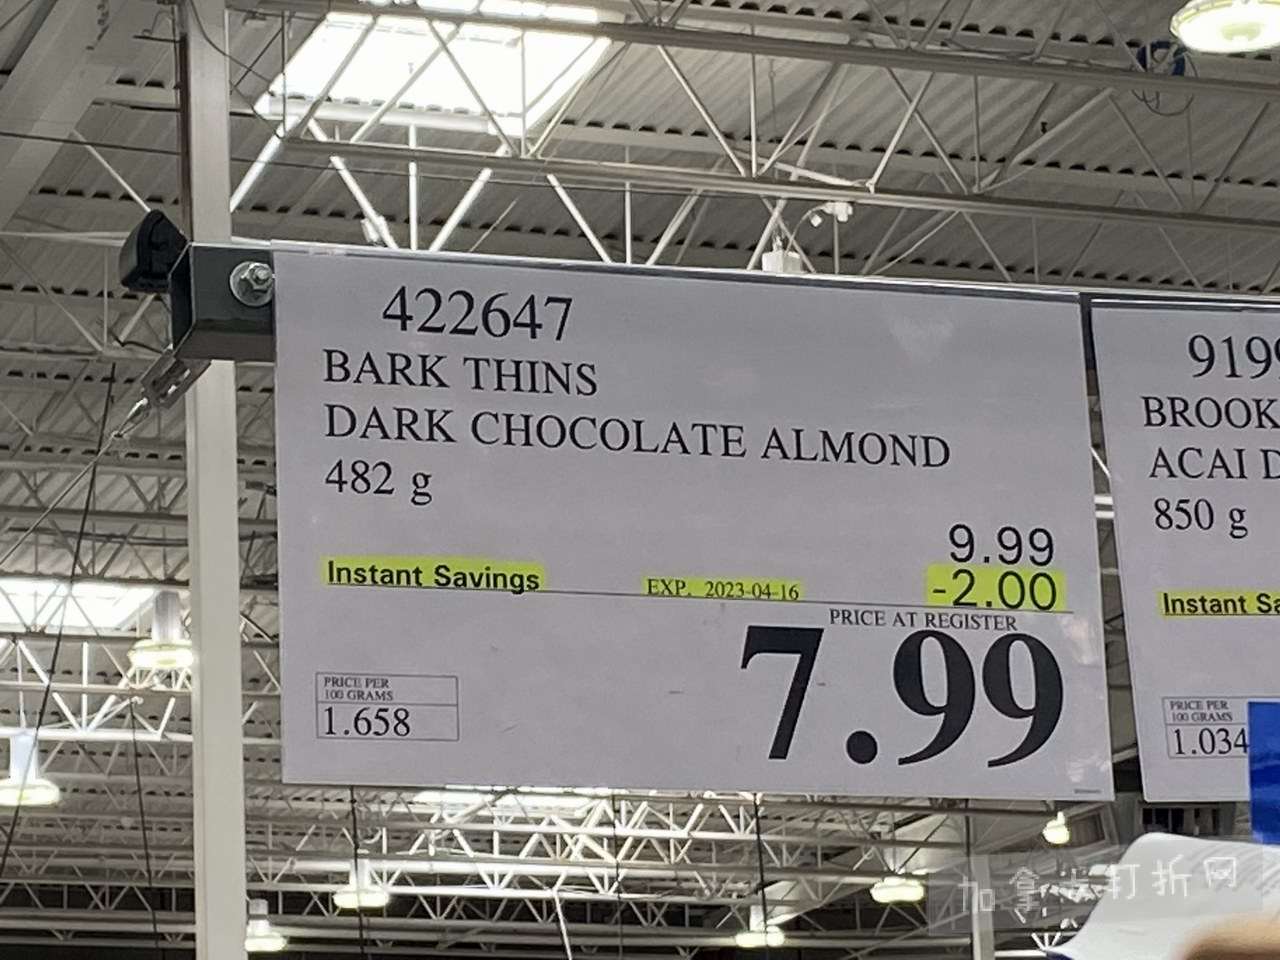 422647
BARK THINS
DARK CHOCOLATE ALMOND
482 g
9.99
Instant Savings EXP. 2023-04-16 -2.00
PRICE AT REGISTER
7.99
PRICE PER
100 GRAMS
1.658
919
BROOK
ACAI D
850 g
Instant Sa
PRICE PER
100 GRAMS
1.034
加拿大打折网